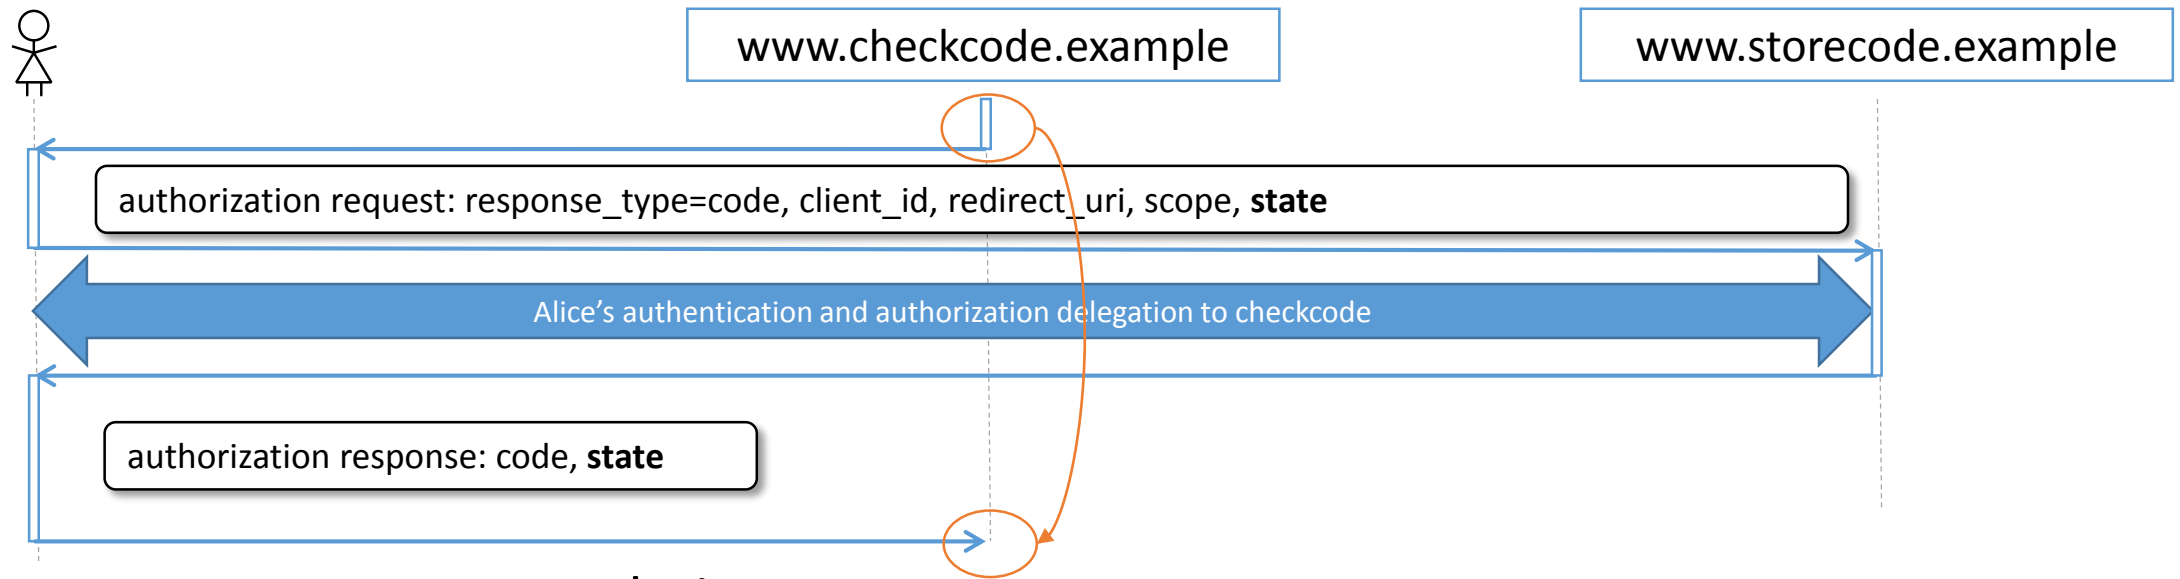 www.checkcode.example
www.storecode.example
authorization request: response_type=code, client_id, redirect_uri, scope, state
Alice’s authentication and authorization delegation to checkcode
authorization response: code, state